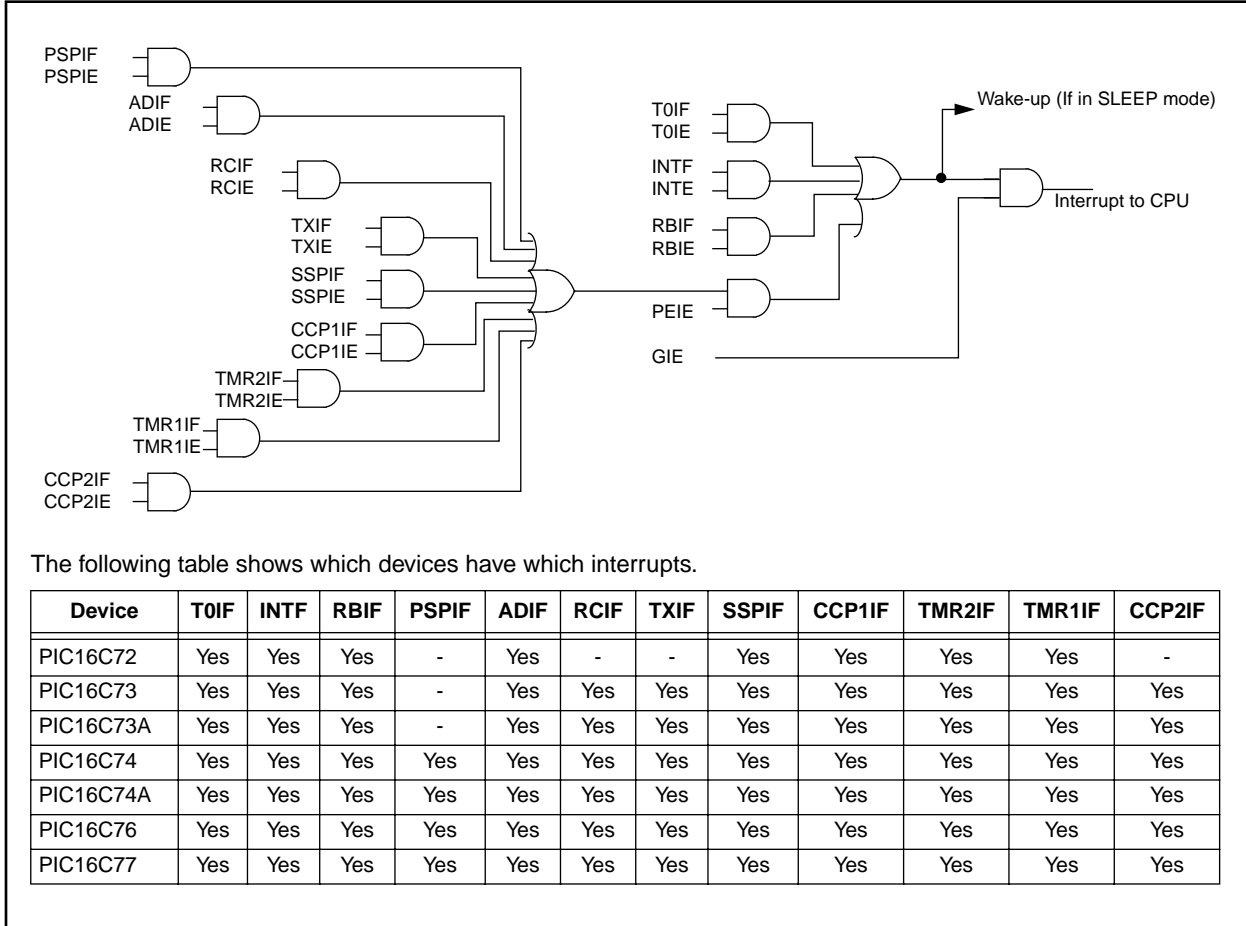 PSPIF
PSPIE
ADIF
ADIE
RCIF
RCIE
TXIF
TXIE
SSPIF
SSPIE
CCP1IF
CCP1IE
TMR2IF
TMR2IE
TMR1IF
TMR1IE
CCP2IF
CCP2IE
T0IF
T0IE
INTF
INTE
RBIF
RBIE
PEIE
GIE
Wake-up (If in SLEEP mode)
Interrupt to CPU
The following table shows which devices have which interrupts.
Device T0IF INTF RBIF PSPIF ADIF RCIF TXIF SSPIF CCP1IF TMR2IF TMR1IF CCP2IF
PIC16C72 Yes Yes Yes - Yes - - Yes Yes Yes Yes -
PIC16C73 Yes Yes Yes - Yes Yes Yes Yes Yes Yes Yes Yes
PIC16C73A Yes Yes Yes - Yes Yes Yes Yes Yes Yes Yes Yes
PIC16C74 Yes Yes Yes Yes Yes Yes Yes Yes Yes Yes Yes Yes
PIC16C74A Yes Yes Yes Yes Yes Yes Yes Yes Yes Yes Yes Yes
PIC16C76 Yes Yes Yes Yes Yes Yes Yes Yes Yes Yes Yes Yes
PIC16C77 Yes Yes Yes Yes Yes Yes Yes Yes Yes Yes Yes Yes